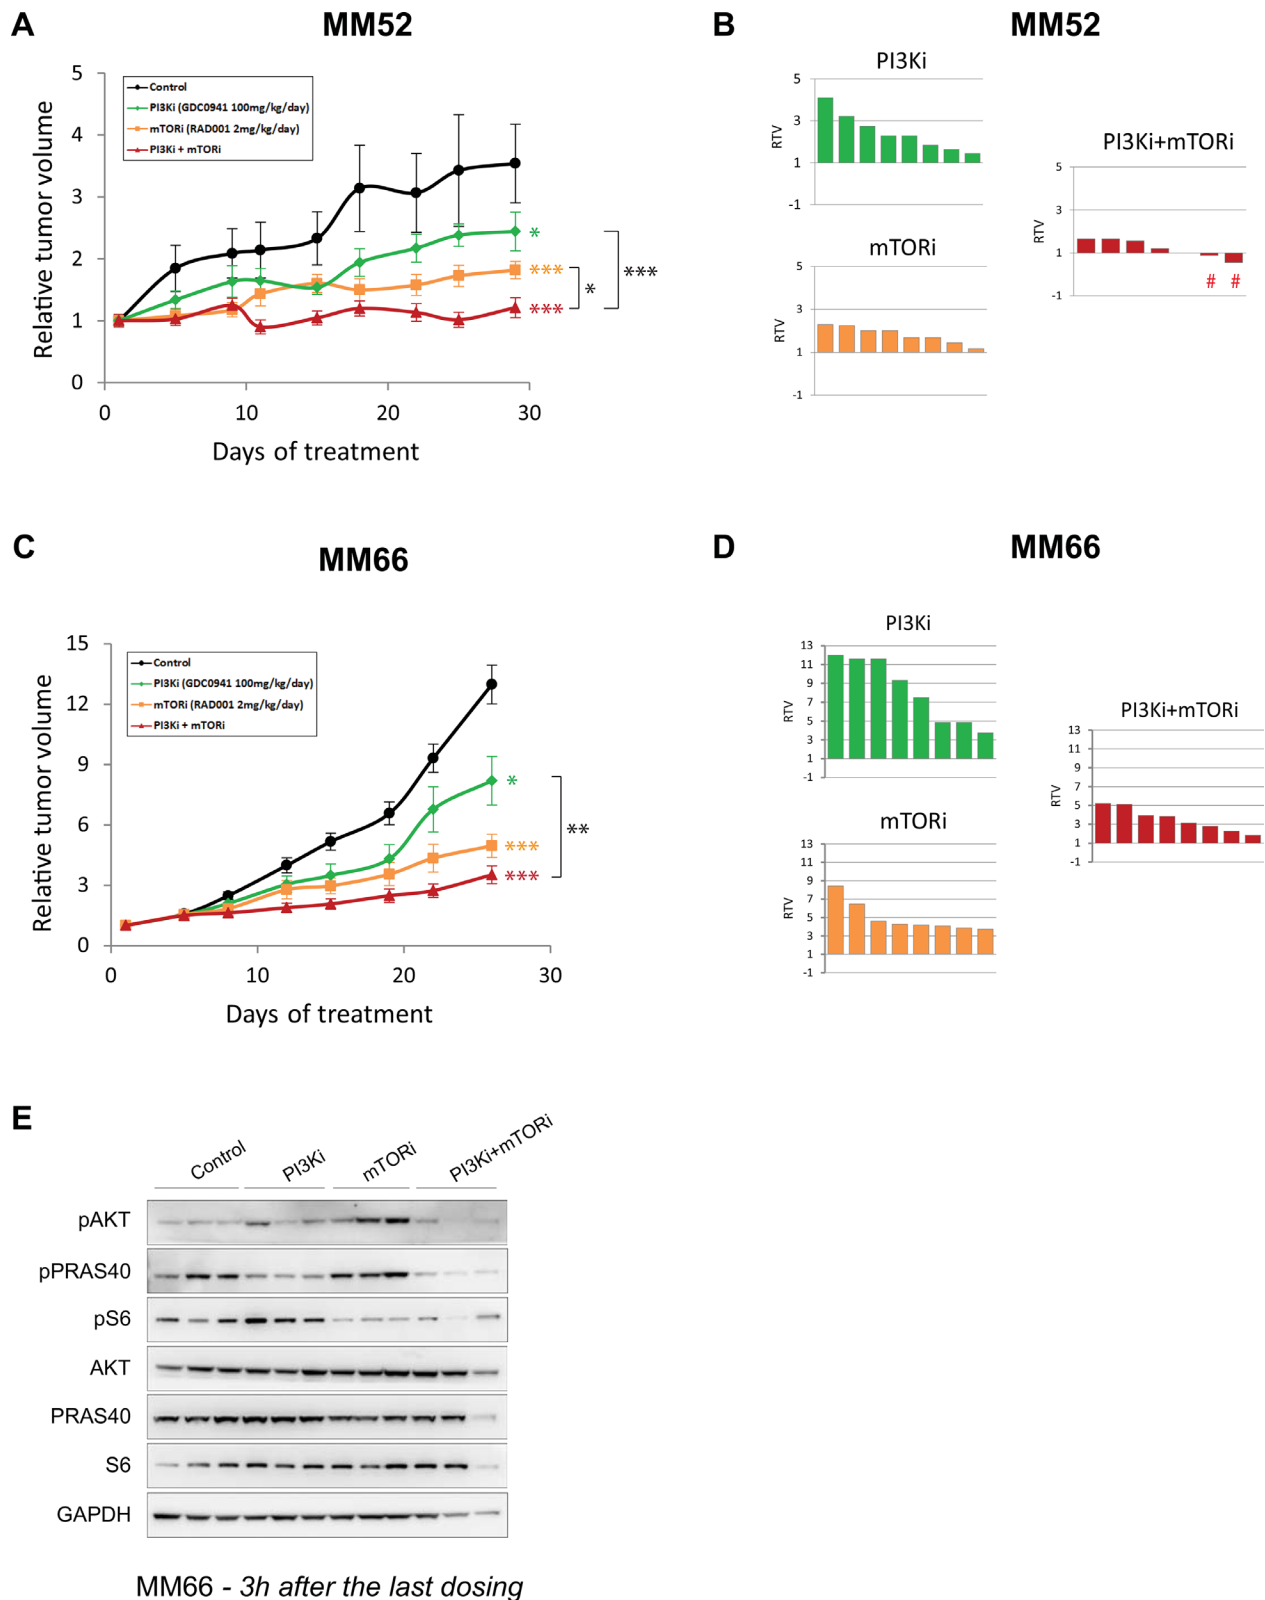 A
MM52
Relative tumor volume
5
4
3
2
1
0
Control
PI3Ki (GDC0941 100mg/kg/day)
mTORi (RAD001 2mg/kg/day)
PI3Ki + mTORi
*
***
***
*
***
0
10
20
30
Days of treatment
B
MM52
PI3Ki
RTV
5
3
1
-1
mTORi
RTV
5
3
1
-1
PI3Ki+mTORi
RTV
5
3
1
-1
# #
C
MM66
Relative tumor volume
15
12
9
6
3
0
Control
PI3Ki (GDC0941 100mg/kg/day)
mTORi (RAD001 2mg/kg/day)
PI3Ki + mTORi
*
***
***
**
0
10
20
30
Days of treatment
D
MM66
PI3Ki
RTV
13
11
9
7
5
3
1
-1
mTORi
RTV
13
11
9
7
5
3
1
-1
PI3Ki+mTORi
RTV
13
11
9
7
5
3
1
-1
E
Control
PI3Ki
mTORi
PI3Ki+mTORi
pAKT
pPRAS40
pS6
AKT
PRAS40
S6
GAPDH
MM66 - 3h after the last dosing